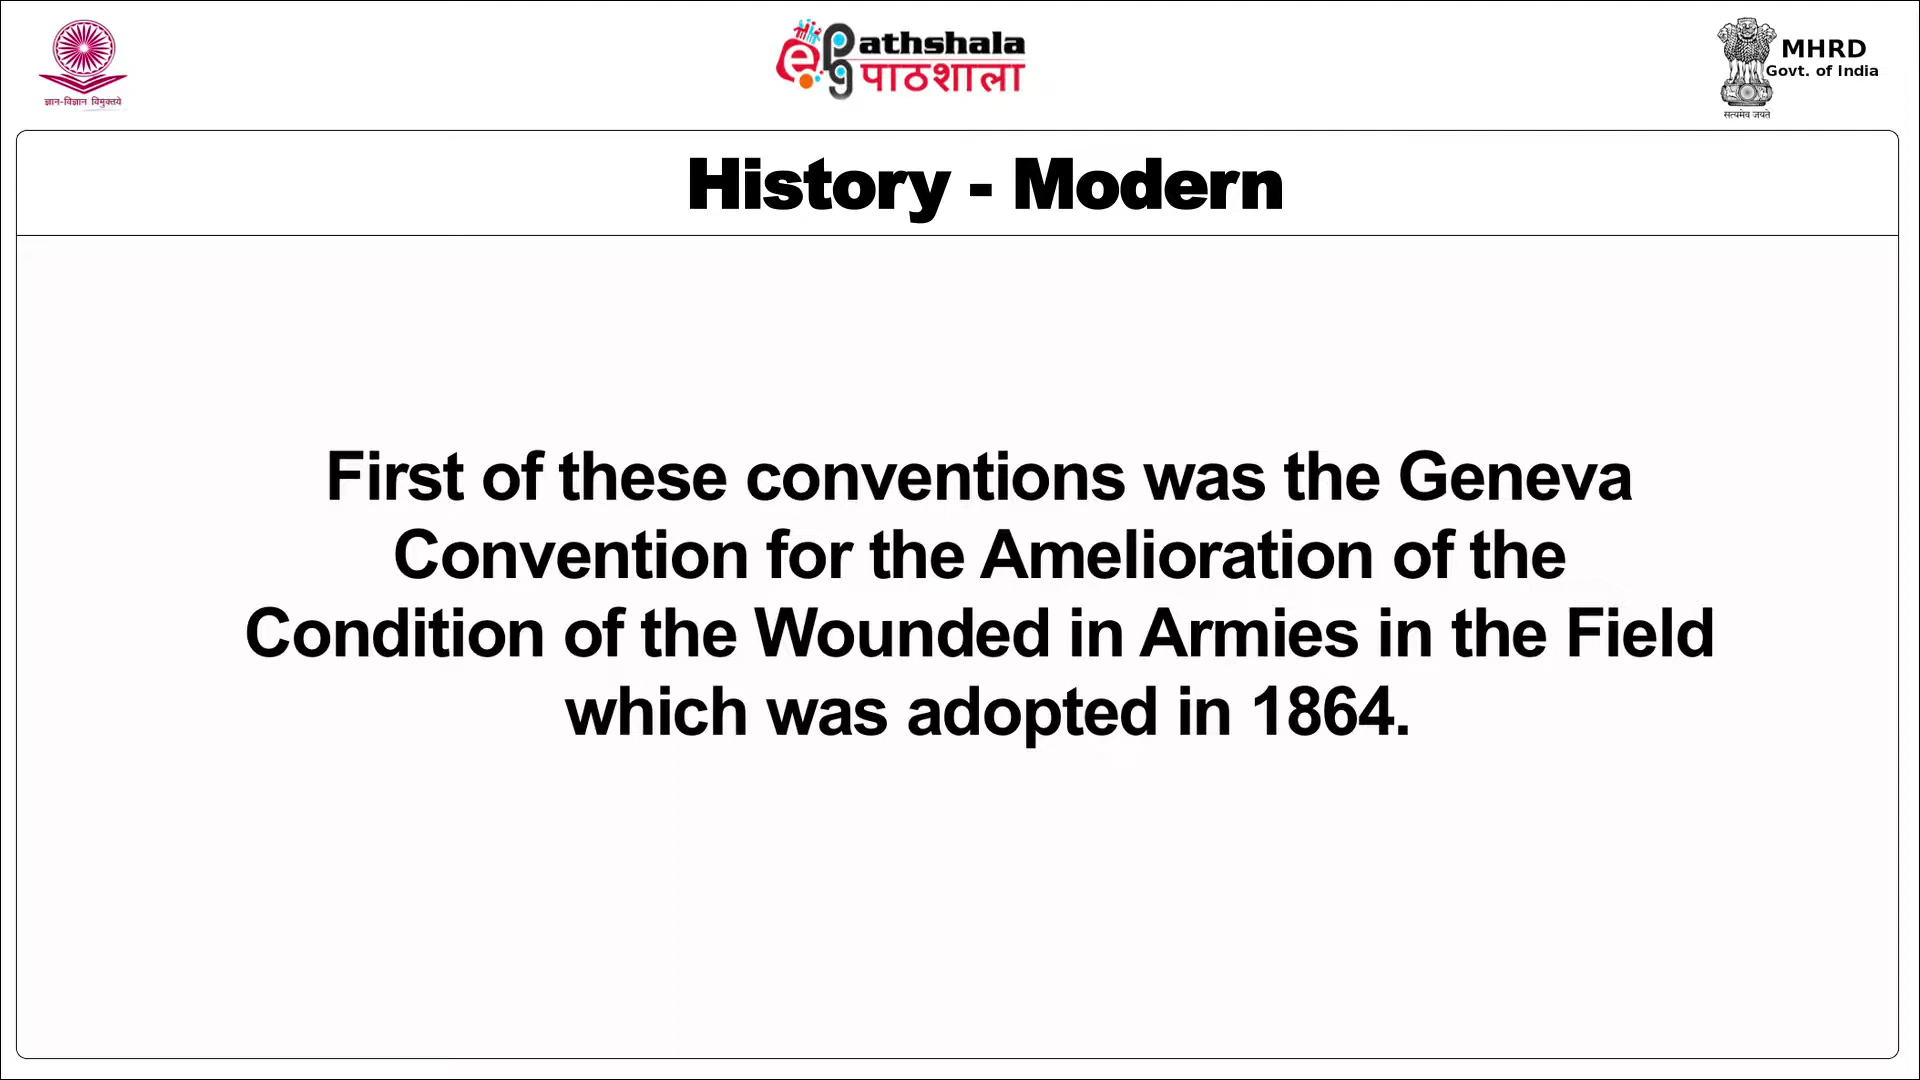 ज्ञान-विज्ञान विमुक्तये
ePG athshala
पाठशाला
MHRD
Govt. of India
सत्यमेव जयते
History - Modern
First of these conventions was the Geneva
Convention for the Amelioration of the
Condition of the Wounded in Armies in the Field
which was adopted in 1864.